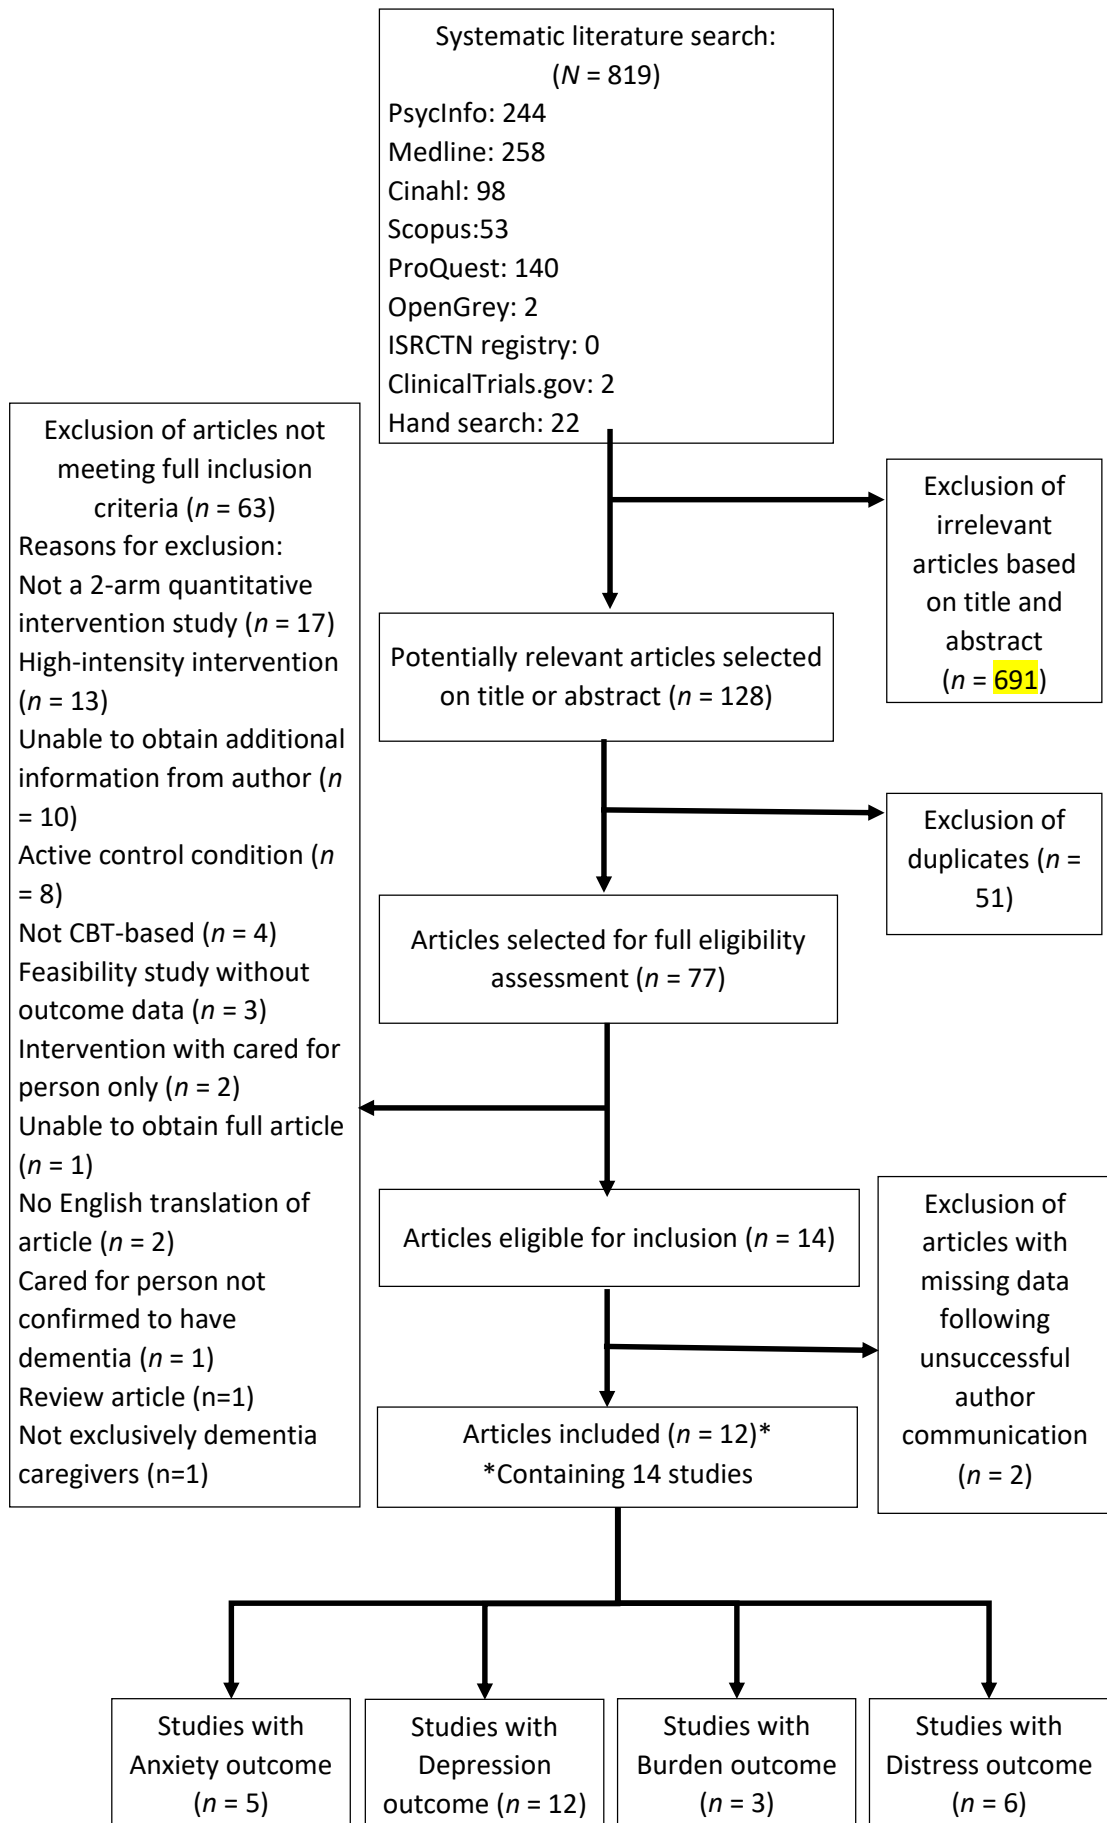 Systematic literature search:
(N = 819)
PsycInfo: 244
Medline: 258
Cinahl: 98
Scopus:53
ProQuest: 140
OpenGrey: 2
ISRCTN registry: 0
ClinicalTrials.gov: 2
Hand search: 22
Exclusion of
irrelevant
articles based
on title and
abstract
(n = 691)
Potentially relevant articles selected
on title or abstract (n = 128)
Exclusion of
duplicates (n =
51)
Articles selected for full eligibility
assessment (n = 77)
Exclusion of articles not
meeting full inclusion
criteria (n = 63)
Reasons for exclusion:
Not a 2-arm quantitative
intervention study (n = 17)
High-intensity intervention
(n = 13)
Unable to obtain additional
information from author (n
= 10)
Active control condition (n
= 8)
Not CBT-based (n = 4)
Feasibility study without
outcome data (n = 3)
Intervention with cared for
person only (n = 2)
Unable to obtain full article
(n = 1)
No English translation of
article (n = 2)
Cared for person not
confirmed to have
dementia (n = 1)
Review article (n=1)
Not exclusively dementia
caregivers (n=1)
Articles eligible for inclusion (n = 14)
Exclusion of
articles with
missing data
following
unsuccessful
author
communication
(n = 2)
Articles included (n = 12)*
*Containing 14 studies
Studies with
Anxiety outcome
(n = 5)
Studies with
Depression
outcome (n = 12)
Studies with
Burden outcome
(n = 3)
Studies with
Distress outcome
(n = 6)